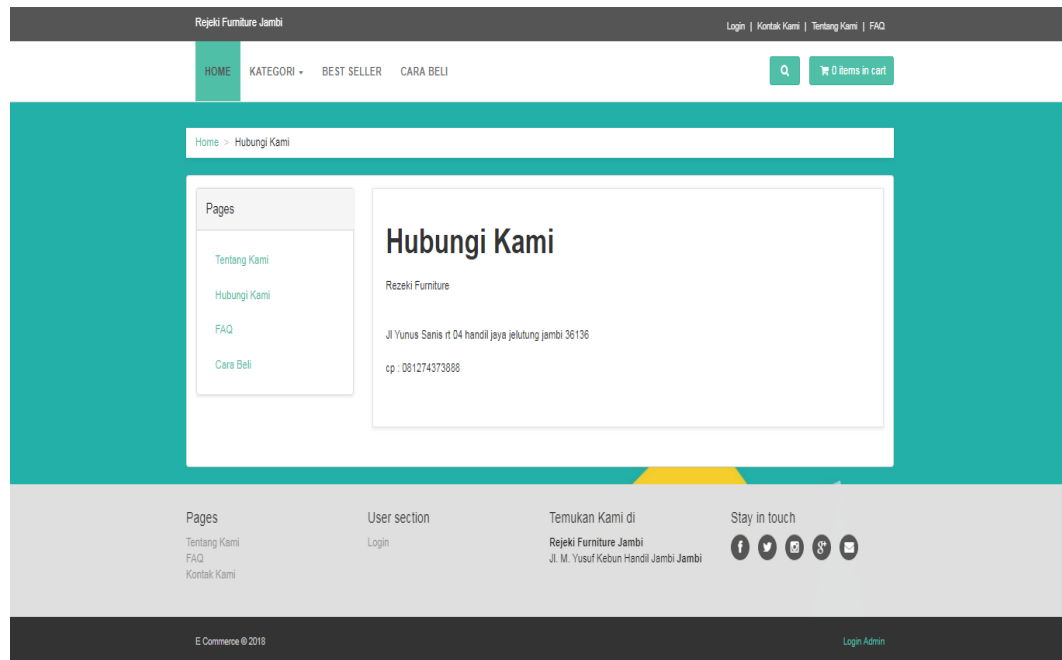 Rejeki Furniture Jambi
Login | Kontak Kami | Tentang Kami | FAQ
HOME KATEGORI BEST SELLER CARA BELI
0 items in cart
Home > Hubungi Kami
Pages
Tentang Kami
Hubungi Kami
FAQ
Cara Beli
Hubungi Kami
Rezeki Furniture
Jl Yunus Sanis rt 04 handil jaya jelutung jambi 36136
cp : 081274373888
Pages
Tentang Kami
FAQ
Kontak Kami
User section
Login
Temukan Kami di
Rejeki Furniture Jambi
Jl. M. Yusuf Kebun Handil Jambi Jambi
Stay in touch
E Commerce © 2018
Login Admin